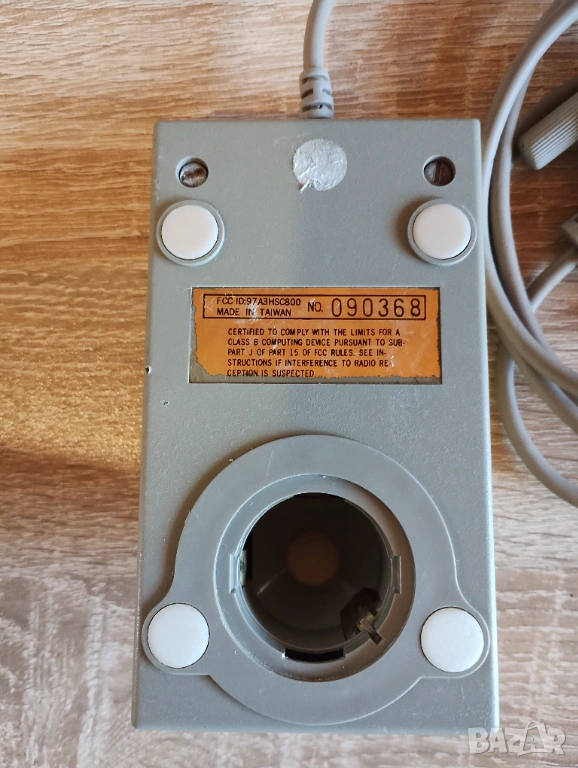 FCC ID:97A3HSC800
MADE IN TAIWAN NO. 090368
CERTIFIED TO COMPLY WITH THE LIMITS FOR A
CLASS B COMPUTING DEVICE PURSUANT TO SUB-
PART J OF PART 15 OF FCC RULES. SEE IN-
STRUCTIONS IF INTERFERENCE TO RADIO RE-
CEPTION IS SUSPECTED
BAZAR